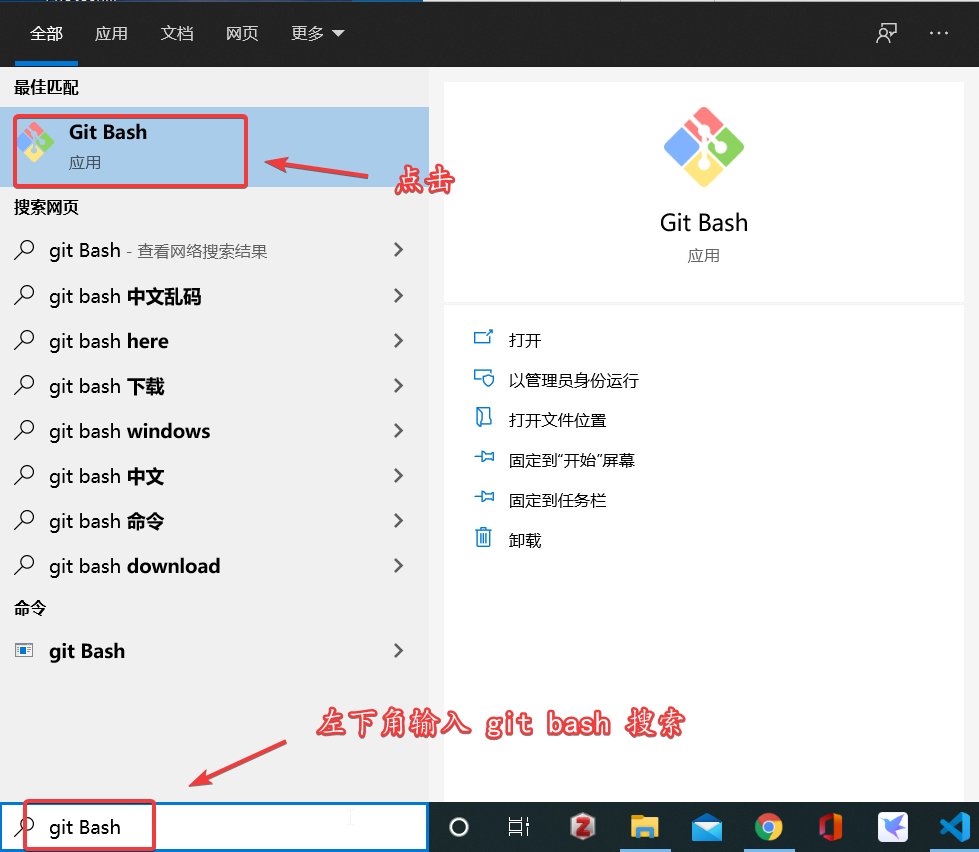 全部 应用 文档 网页 更多
最佳匹配
Git Bash
应用
点击
搜索网页
git Bash - 查看网络搜索结果
git bash 中文乱码
git bash here
git bash 下载
git bash windows
git bash 中文
git bash 命令
git bash download
命令
git Bash
Git Bash
应用
打开
以管理员身份运行
打开文件位置
固定到“开始”屏幕
固定到任务栏
卸载
左下角输入 git bash 搜索
git Bash